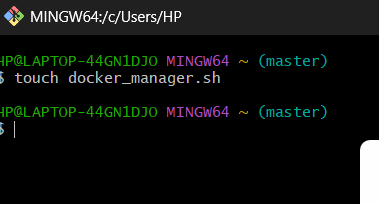 MINGW64:/c/Users/HP
HP@LAPTOP-44GN1DJO MINGW64 ~ (master)
$ touch docker_manager.sh
HP@LAPTOP-44GN1DJO MINGW64 ~ (master)
$